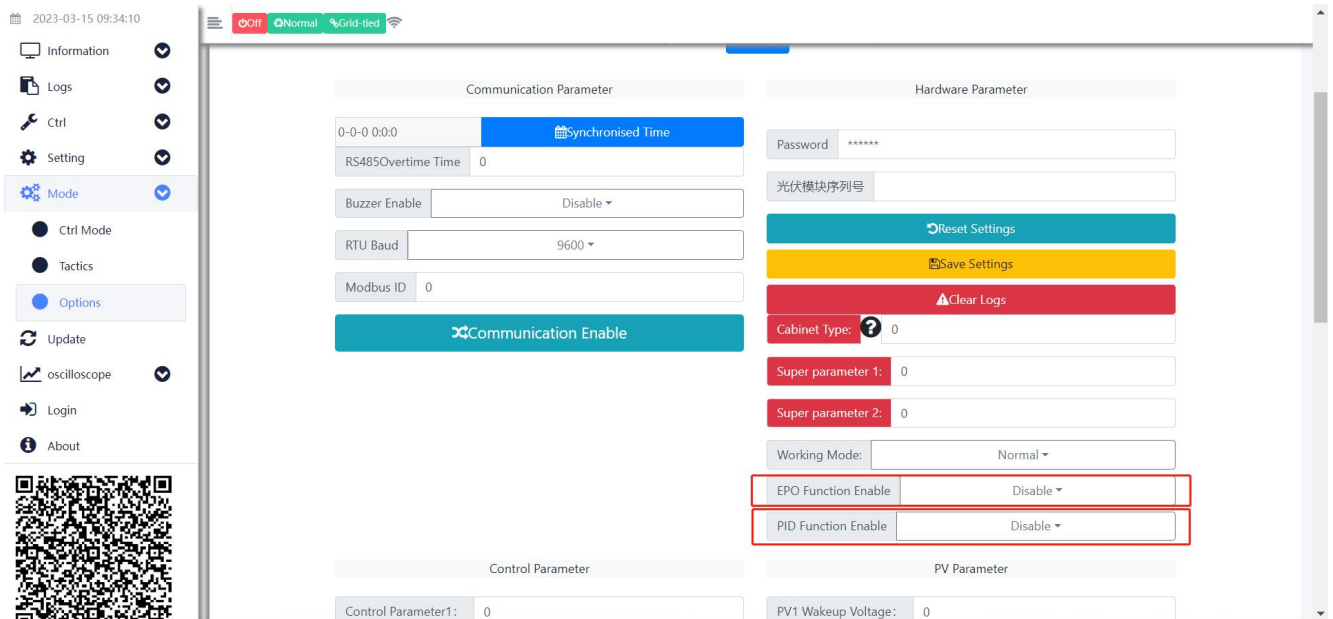 2023-03-15 09:34:10
Information
Logs
Ctrl
Setting
Mode
Ctrl Mode
Tactics
Options
Update
oscilloscope
Login
About
Off Normal Grid-tied
Communication Parameter
0-0-0 0:0:0 Synchronised Time
RS485Overtime Time 0
Buzzer Enable Disable
RTU Baud 9600
Modbus ID 0
Communication Enable
Hardware Parameter
Password ******
光伏模块序列号
Reset Settings
Save Settings
Clear Logs
Cabinet Type: ? 0
Super parameter 1: 0
Super parameter 2: 0
Working Mode: Normal
EPO Function Enable Disable
PID Function Enable Disable
Control Parameter
Control Parameter1: 0
PV Parameter
PV1 Wakeup Voltage: 0